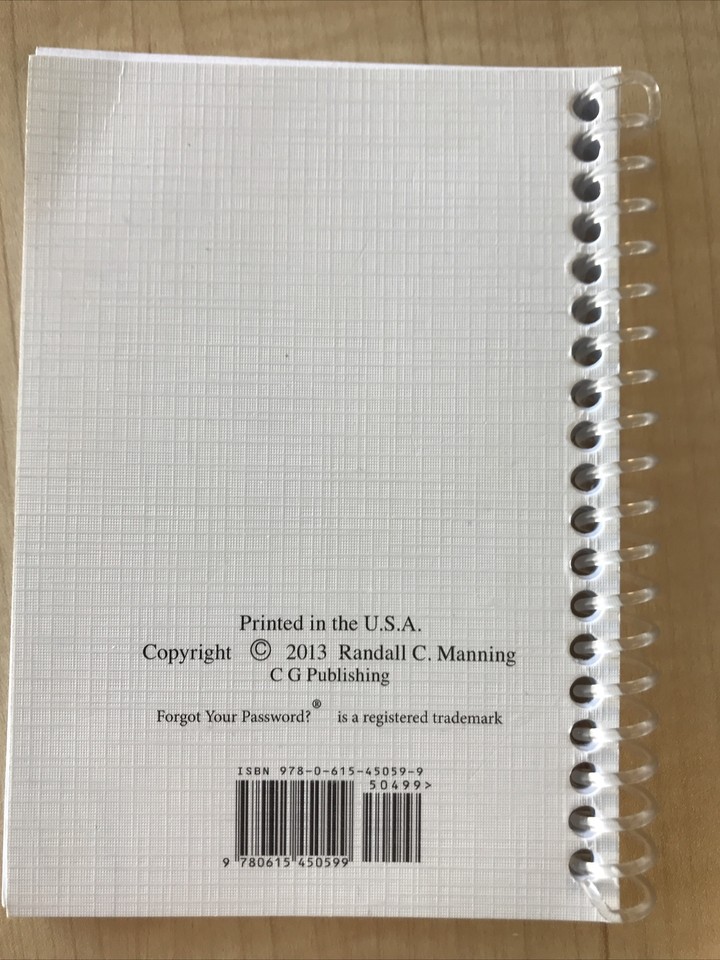 Printed in the U.S.A.
Copyright © 2013 Randall C. Manning
C G Publishing
Forgot Your Password?® is a registered trademark
ISBN 978-0-615-45059-9
50499>
9 780615 450599